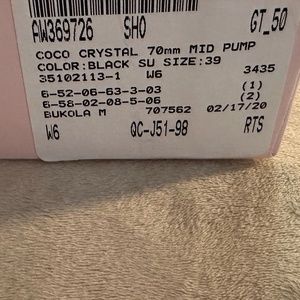 AW369726 SHO GT_50
COCO CRYSTAL 70mm MID PUMP
COLOR:BLACK SU SIZE:39
35102113-1 W6 3435
6-52-06-63-3-03 (1)
6-58-02-08-5-06 (2)
BUKOLA M 707562 02/17/20
W6 QC-J51-98 RTS